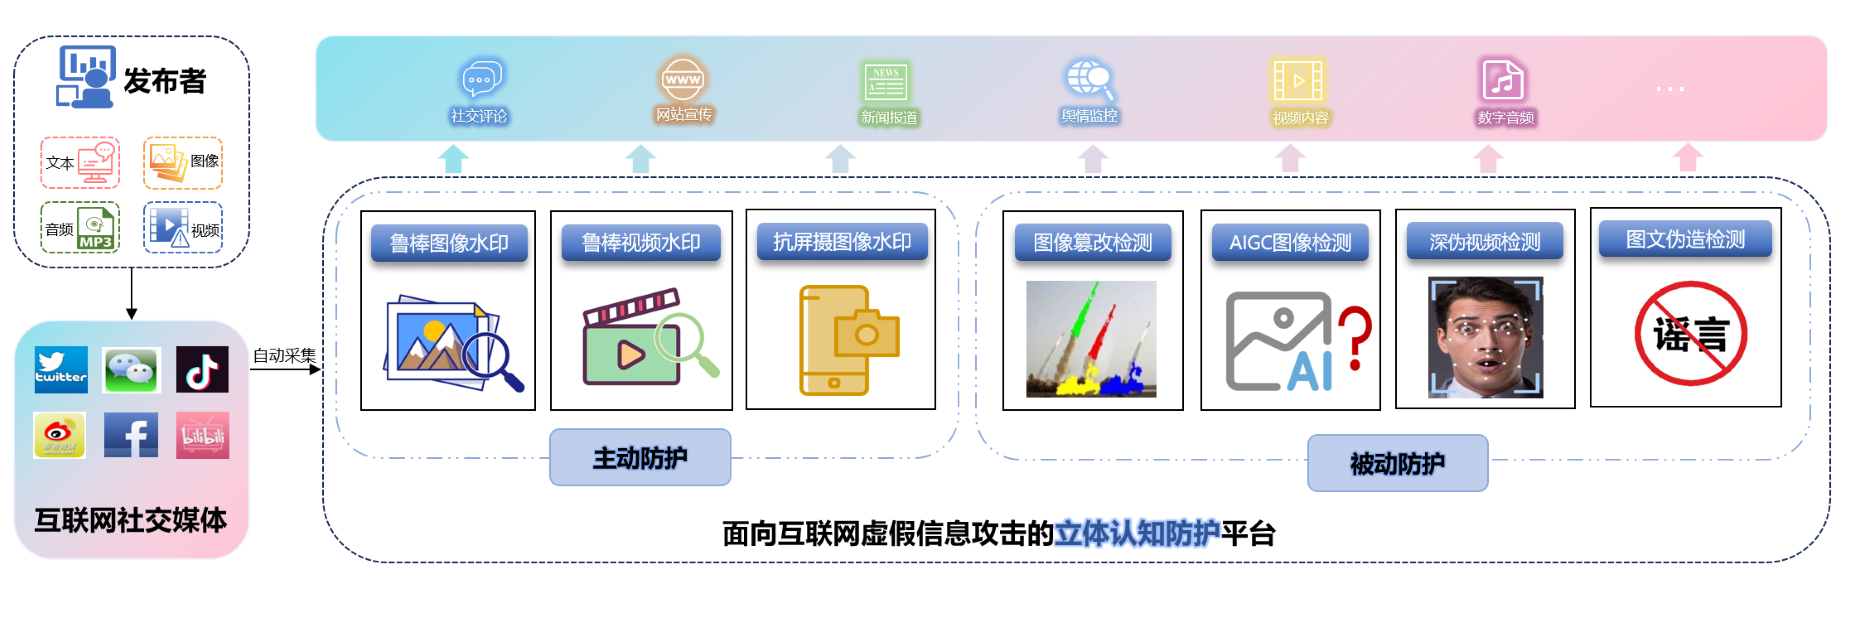 发布者
文本
图像
音频
MP3
视频
twitter
bilibili
互联网社交媒体
自动采集
社交评论
WWW
网站宣传
NEWS
新闻报道
舆情监控
视频内容
数字音频
...
鲁棒图像水印
鲁棒视频水印
抗屏摄图像水印
主动防护
图像篡改检测
AIGC图像检测
AI?
深伪视频检测
图文伪造检测
谣言
被动防护
面向互联网虚假信息攻击的立体认知防护平台